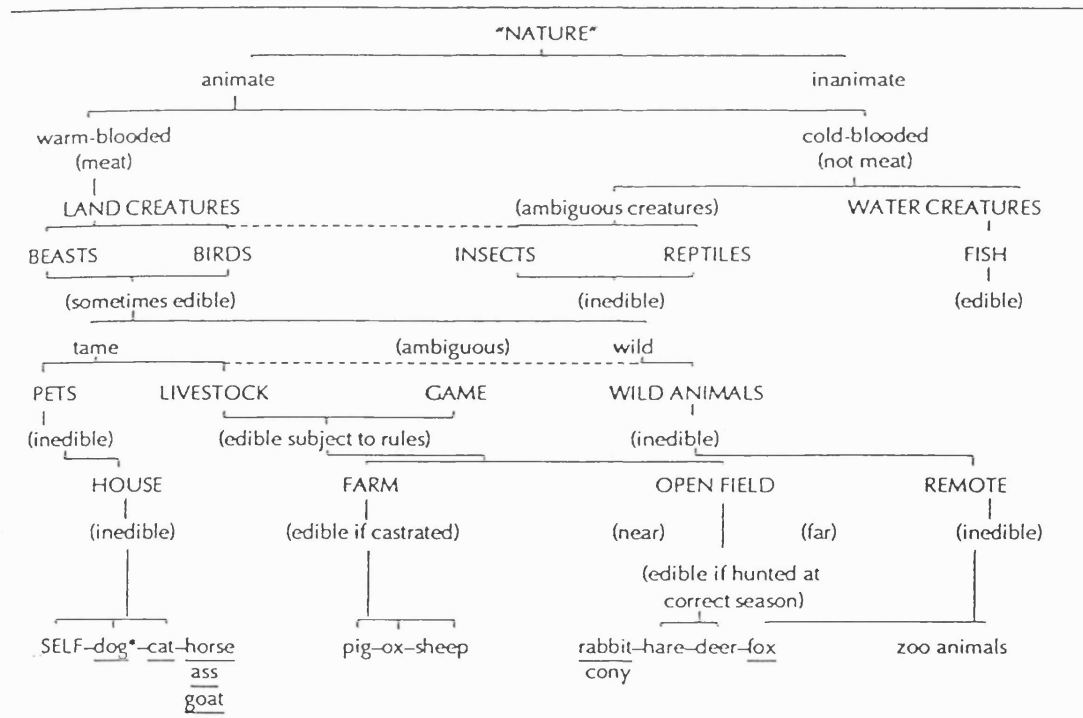 "NATURE"
animate inanimate
warm-blooded cold-blooded
(meat) (not meat)
LAND CREATURES (ambiguous creatures) WATER CREATURES
BEASTS BIRDS INSECTS REPTILES FISH
(sometimes edible) (inedible) (edible)
tame (ambiguous) wild
PETS LIVESTOCK GAME WILD ANIMALS
(inedible) (edible subject to rules) (inedible)
HOUSE FARM OPEN FIELD REMOTE
(inedible) (edible if castrated) (near) (far) (inedible)
(edible if hunted at
correct season)
SELF–dog*–cat–horse pig–ox–sheep rabbit–hare–deer–fox zoo animals
ass cony
goat